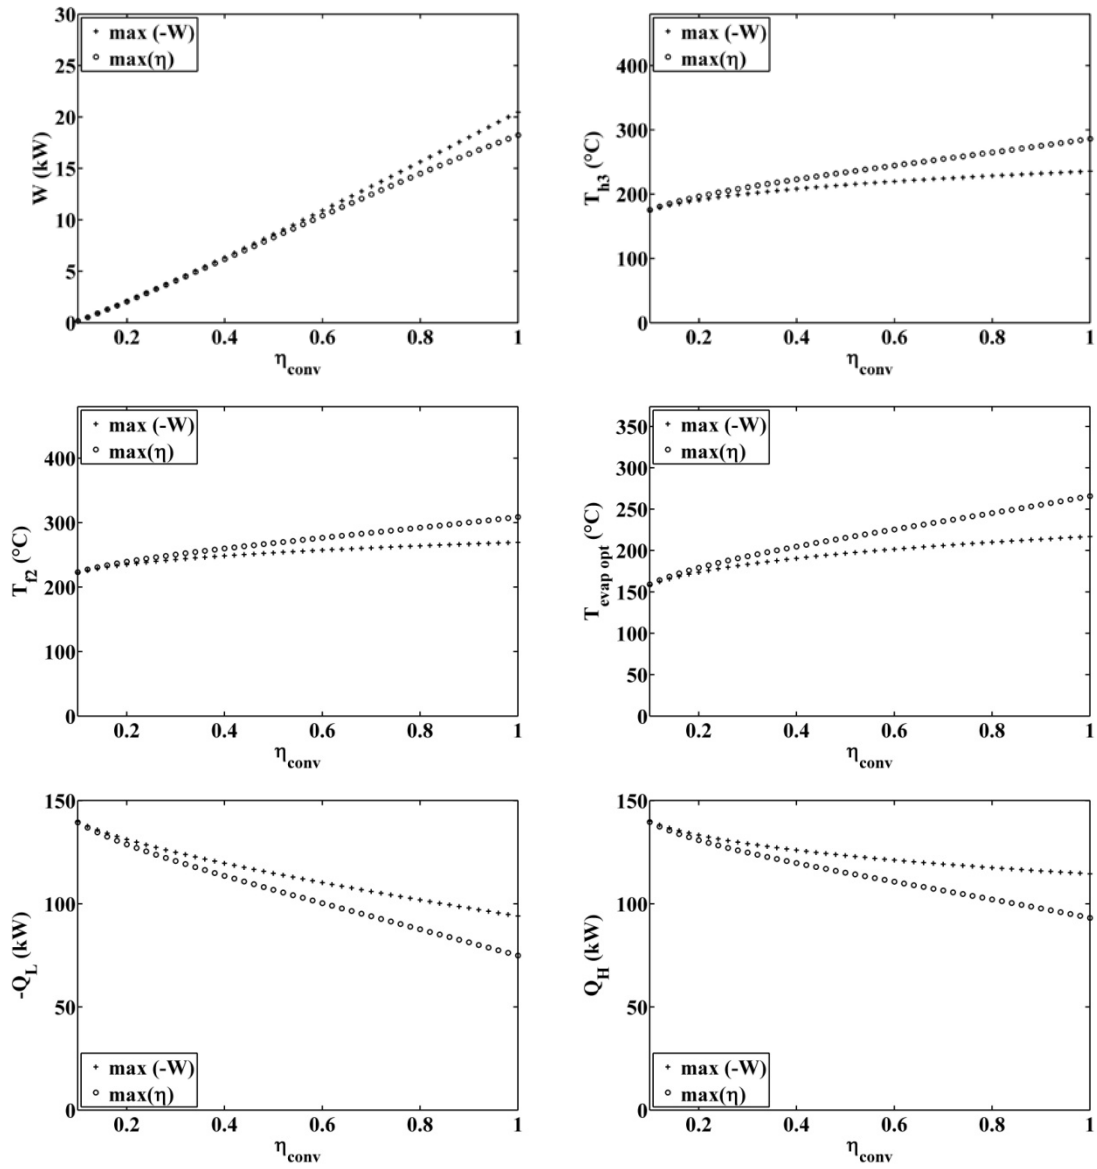 30
25
20
15
10
5
0
W (kW)
+ max (-W)
○ max(η)
0.2 0.4 0.6 0.8 1
η_conv
400
300
200
100
0
T_h3 (°C)
+ max (-W)
○ max(η)
0.2 0.4 0.6 0.8 1
η_conv
400
300
200
100
0
T_f2 (°C)
+ max (-W)
○ max(η)
0.2 0.4 0.6 0.8 1
η_conv
350
300
250
200
150
100
50
0
T_evap opt (°C)
+ max (-W)
○ max(η)
0.2 0.4 0.6 0.8 1
η_conv
150
100
50
0
-Q_L (kW)
+ max (-W)
○ max(η)
0.2 0.4 0.6 0.8 1
η_conv
150
100
50
0
Q_H (kW)
+ max (-W)
○ max(η)
0.2 0.4 0.6 0.8 1
η_conv